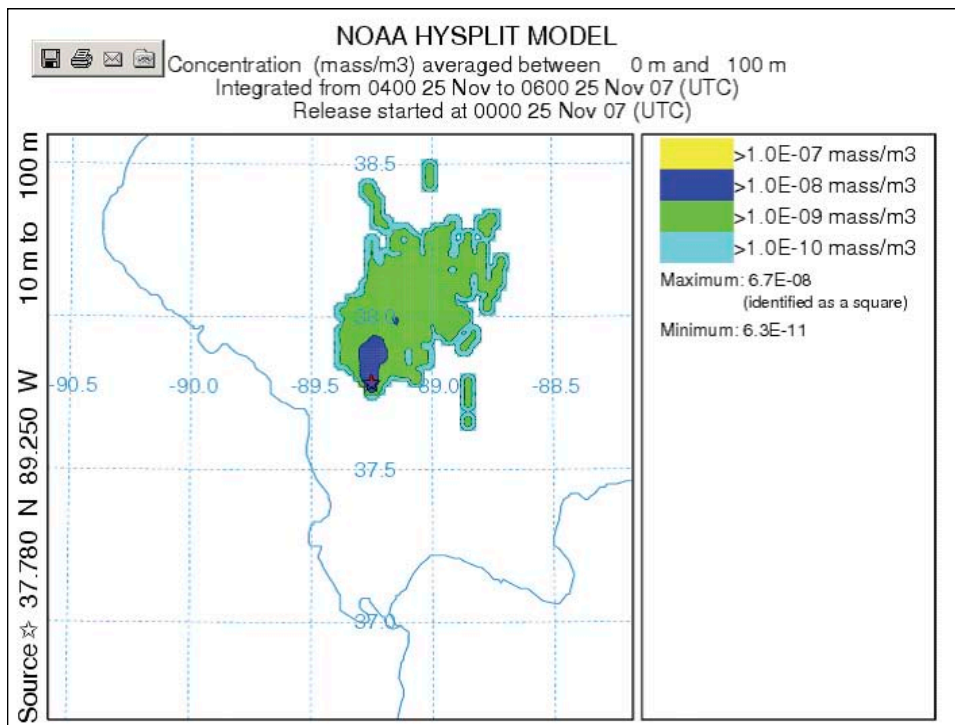 NOAA HYSPLIT MODEL
Concentration (mass/m3) averaged between 0 m and 100 m
Integrated from 0400 25 Nov to 0600 25 Nov 07 (UTC)
Release started at 0000 25 Nov 07 (UTC)
Source ☆ 37.780 N 89.250 W 10 m to 100 m
38.5
38.0
-90.5 -90.0 -89.5 -89.0 -88.5
37.5
37.0
>1.0E-07 mass/m3
>1.0E-08 mass/m3
>1.0E-09 mass/m3
>1.0E-10 mass/m3
Maximum: 6.7E-08
(identified as a square)
Minimum: 6.3E-11